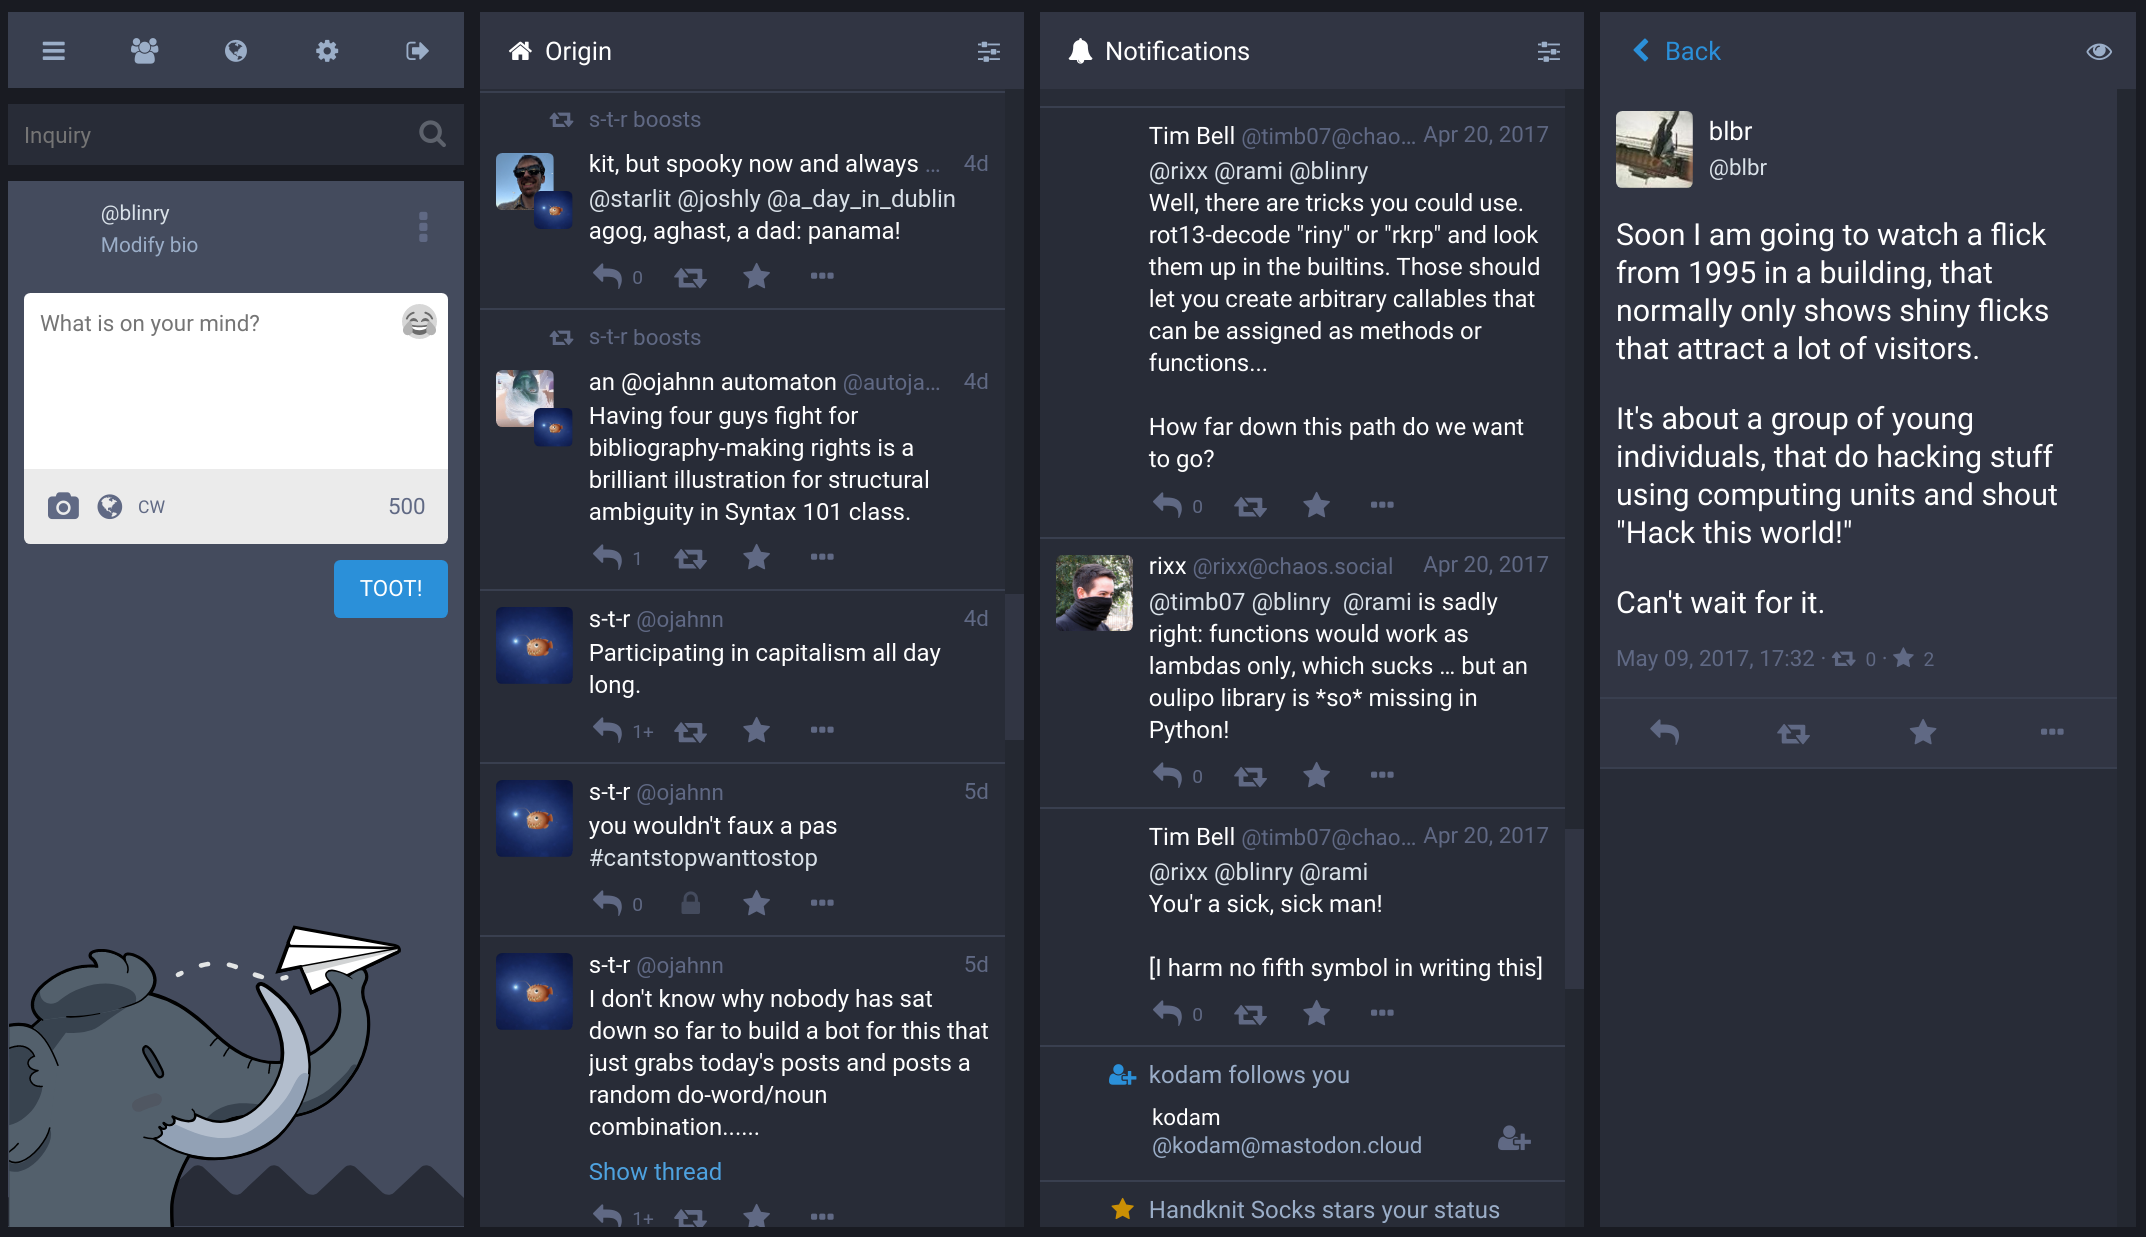 Inquiry
@blinry
Modify bio
What is on your mind?
CW
500
TOOT!
Origin
s-t-r boosts
kit, but spooky now and always ... 4d
@starlit @joshly @a_day_in_dublin
agog, aghast, a dad: panama!
0
s-t-r boosts
an @ojahnn automaton @autoja... 4d
Having four guys fight for
bibliography-making rights is a
brilliant illustration for structural
ambiguity in Syntax 101 class.
1
s-t-r @ojahnn 4d
Participating in capitalism all day
long.
1+
s-t-r @ojahnn 5d
you wouldn't faux a pas
#cantstopwanttostop
0
s-t-r @ojahnn 5d
I don't know why nobody has sat
down so far to build a bot for this that
just grabs today's posts and posts a
random do-word/noun
combination......
Show thread
1+
Notifications
Tim Bell @timb07@chao... Apr 20, 2017
@rixx @rami @blinry
Well, there are tricks you could use.
rot13-decode "riny" or "rkrp" and look
them up in the builtins. Those should
let you create arbitrary callables that
can be assigned as methods or
functions...
How far down this path do we want
to go?
0
rixx @rixx@chaos.social Apr 20, 2017
@timb07 @blinry @rami is sadly
right: functions would work as
lambdas only, which sucks ... but an
oulipo library is *so* missing in
Python!
0
Tim Bell @timb07@chao... Apr 20, 2017
@rixx @blinry @rami
You'r a sick, sick man!
[I harm no fifth symbol in writing this]
0
kodam follows you
kodam
@kodam@mastodon.cloud
Handknit Socks stars your status
Back
blbr
@blbr
Soon I am going to watch a flick
from 1995 in a building, that
normally only shows shiny flicks
that attract a lot of visitors.
It's about a group of young
individuals, that do hacking stuff
using computing units and shout
"Hack this world!"
Can't wait for it.
May 09, 2017, 17:32 · 0 · 2